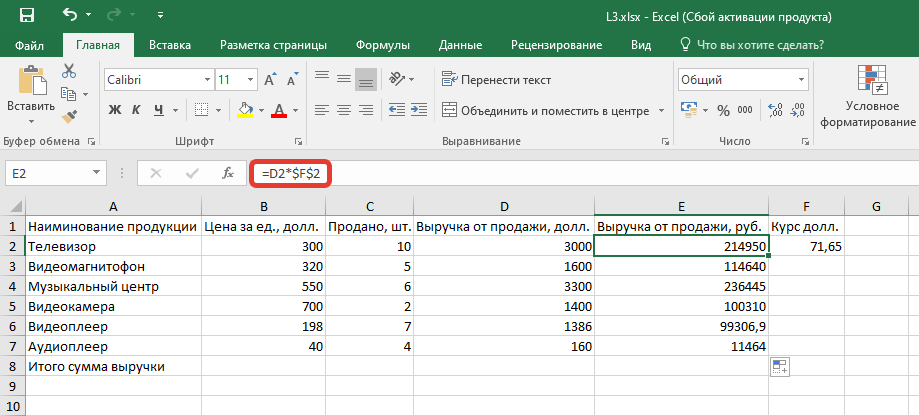 L3.xlsx - Excel (Сбой активации продукта)
Файл Главная Вставка Разметка страницы Формулы Данные Рецензирование Вид Что вы хотите сделать?
Вставить Calibri 11 A A Перенести текст Общий Условное форматирование
Ж К Ч A Объединить и поместить в центре % 000 ,00 ,0
Буфер обмена Шрифт Выравнивание Число
E2 fx =D2*$F$2
A B C D E F G H
1 Наиминование продукции Цена за ед., долл. Продано, шт. Выручка от продажи, долл. Выручка от продажи, руб. Курс долл.
2 Телевизор 300 10 3000 214950 71,65
3 Видеомагнитофон 320 5 1600 114640
4 Музыкальный центр 550 6 3300 236445
5 Видеокамера 700 2 1400 100310
6 Видеоплеер 198 7 1386 99306,9
7 Аудиоплеер 40 4 160 11464
8 Итого сумма выручки
9
10